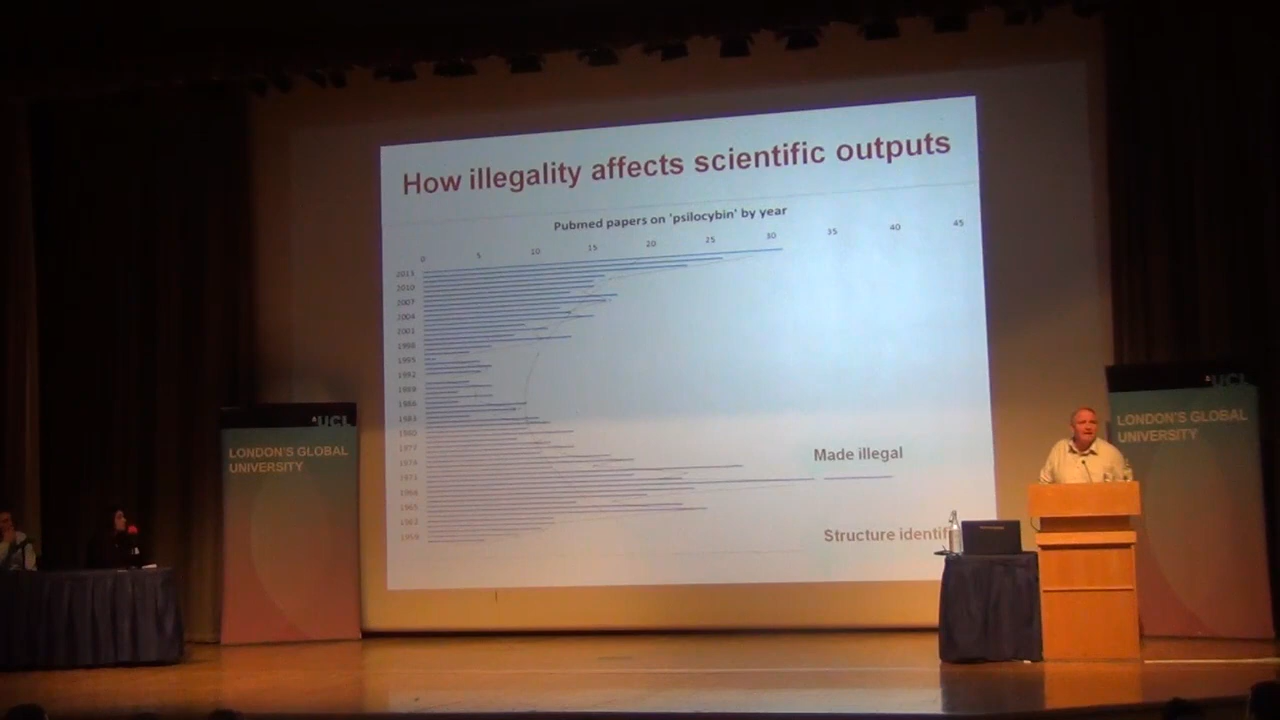 How illegality affects scientific outputs
Pubmed papers on 'psilocybin' by year
0 5 10 15 20 25 30 35 40 45
2013
2010
2007
2004
2001
1998
1995
1992
1989
1986
1983
1980
1977
1974
1971
1968
1965
1962
1959
Made illegal
Structure identif
UCL
LONDON'S GLOBAL
UNIVERSITY
UCL
LONDON'S GLOBAL
UNIVERSITY